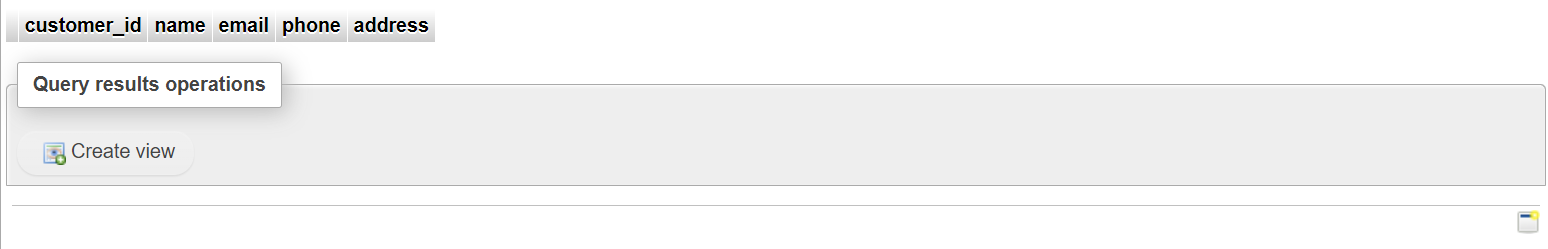 customer_id name email phone address
Query results operations
Create view